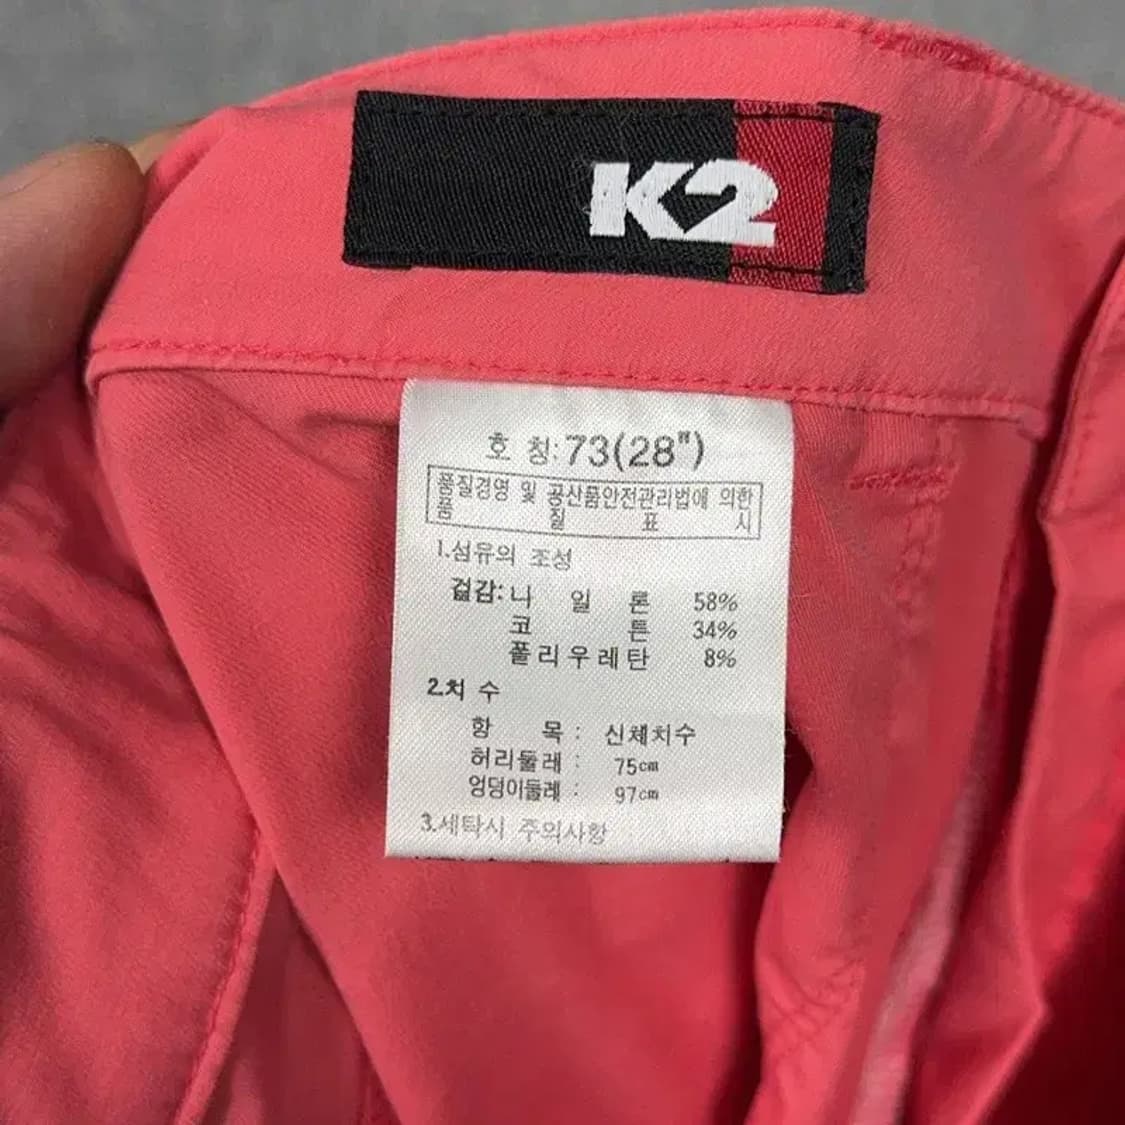 K2
호 칭: 73(28")
품질경영 및 공산품안전관리법에 의한
품 질 표 시
1.섬유의 조성
겉감: 나 일 론 58%
코 튼 34%
폴리우레탄 8%
2.치 수
항 목 : 신체치수
허리둘레 : 75cm
엉덩이둘레 : 97cm
3.세탁시 주의사항